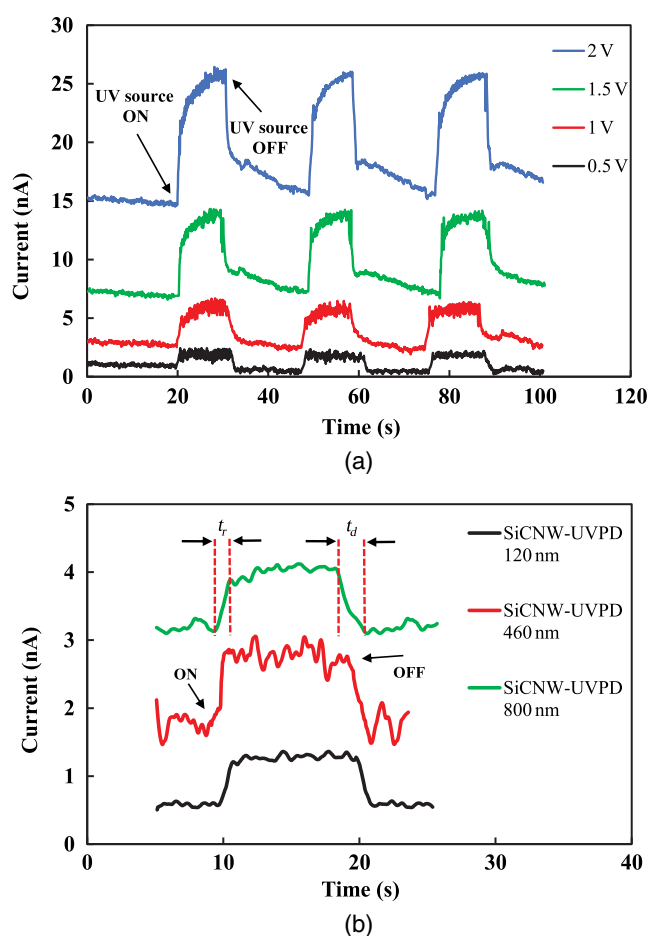 30
25
20
15
10
5
0
Current (nA)
UV source
ON
UV source
OFF
2 V
1.5 V
1 V
0.5 V
0 20 40 60 80 100 120
Time (s)
(a)
5
4
3
2
1
0
Current (nA)
tr td
ON
OFF
SiCNW-UVPD
120 nm
SiCNW-UVPD
460 nm
SiCNW-UVPD
800 nm
0 10 20 30 40
Time (s)
(b)